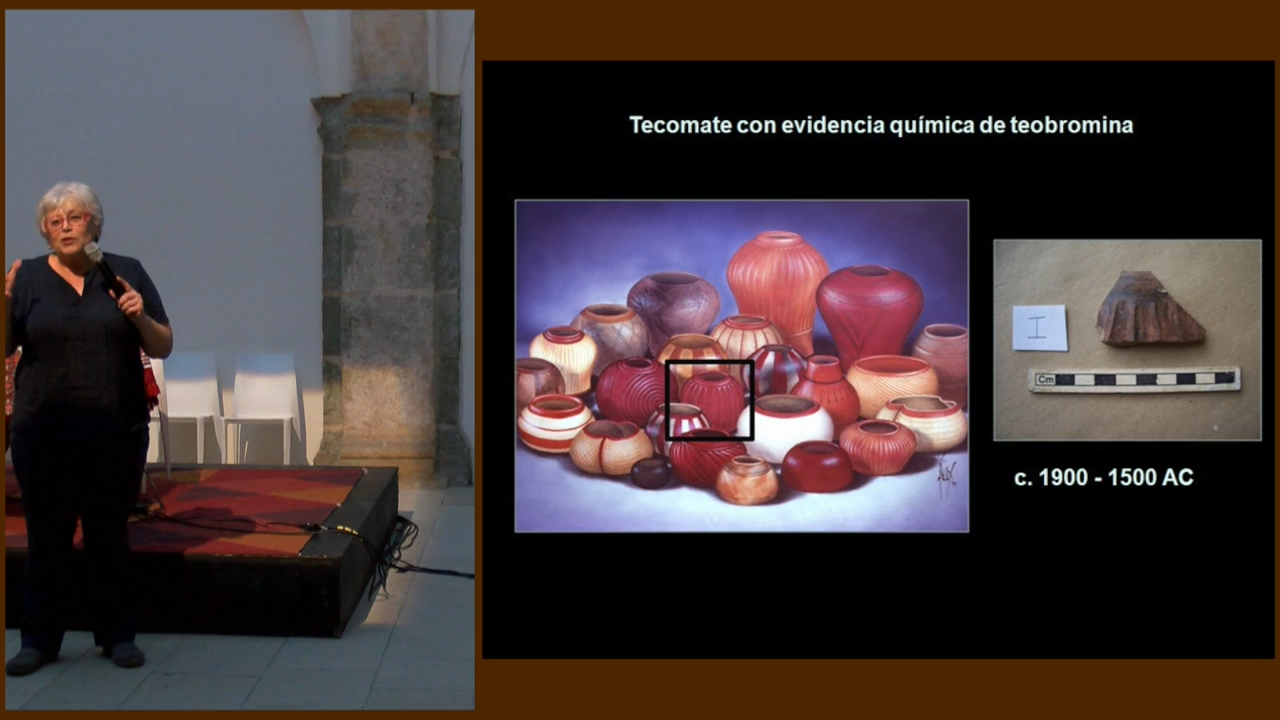 Tecomate con evidencia química de teobromina
I
Cm
c. 1900 - 1500 AC